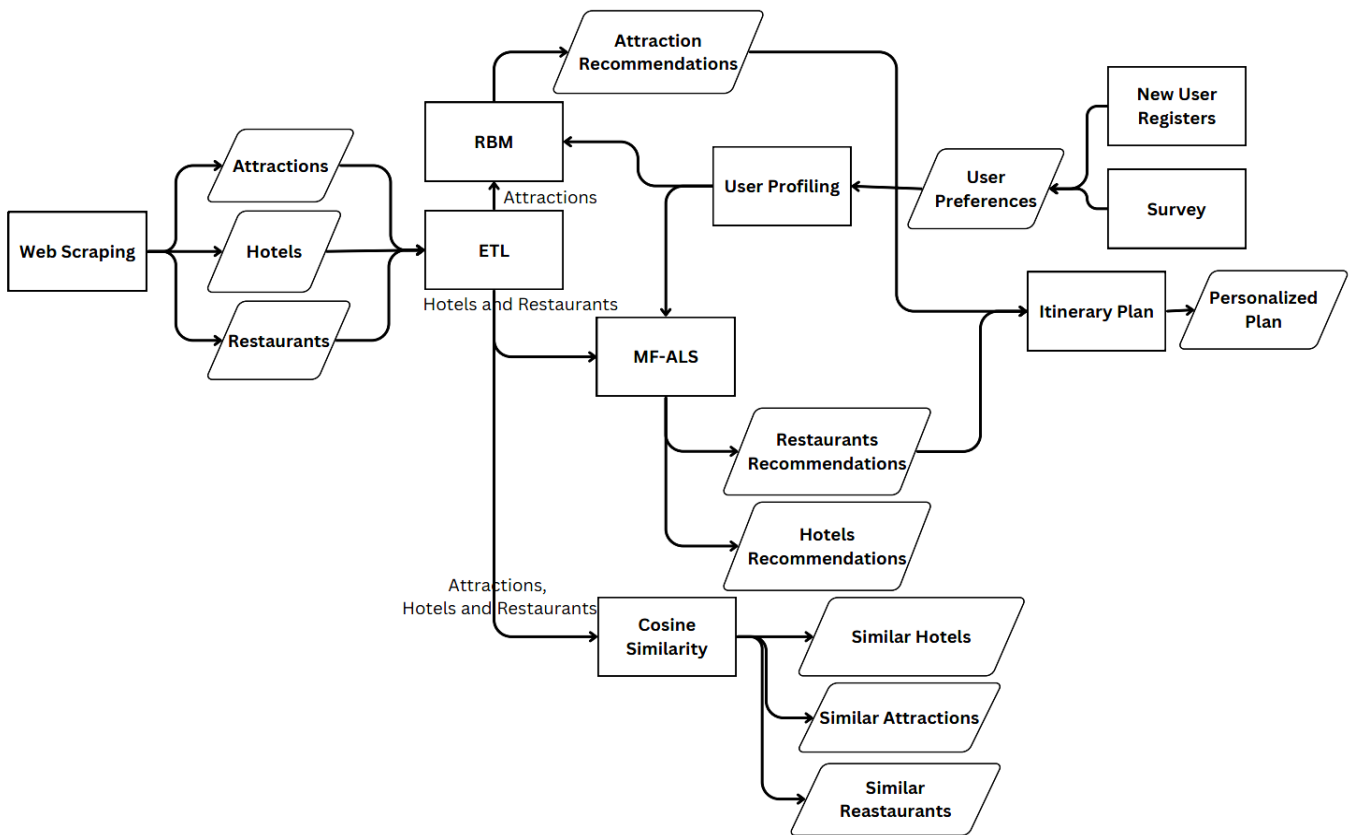 Attraction
Recommendations
New User
Registers
RBM
Attractions
User Profiling
User
Preferences
Attractions
Survey
Web Scraping
Hotels
ETL
Hotels and Restaurants
Itinerary Plan
Personalized
Plan
Restaurants
MF-ALS
Restaurants
Recommendations
Hotels
Recommendations
Attractions,
Hotels and Restaurants
Cosine
Similarity
Similar Hotels
Similar Attractions
Similar
Reastaurants